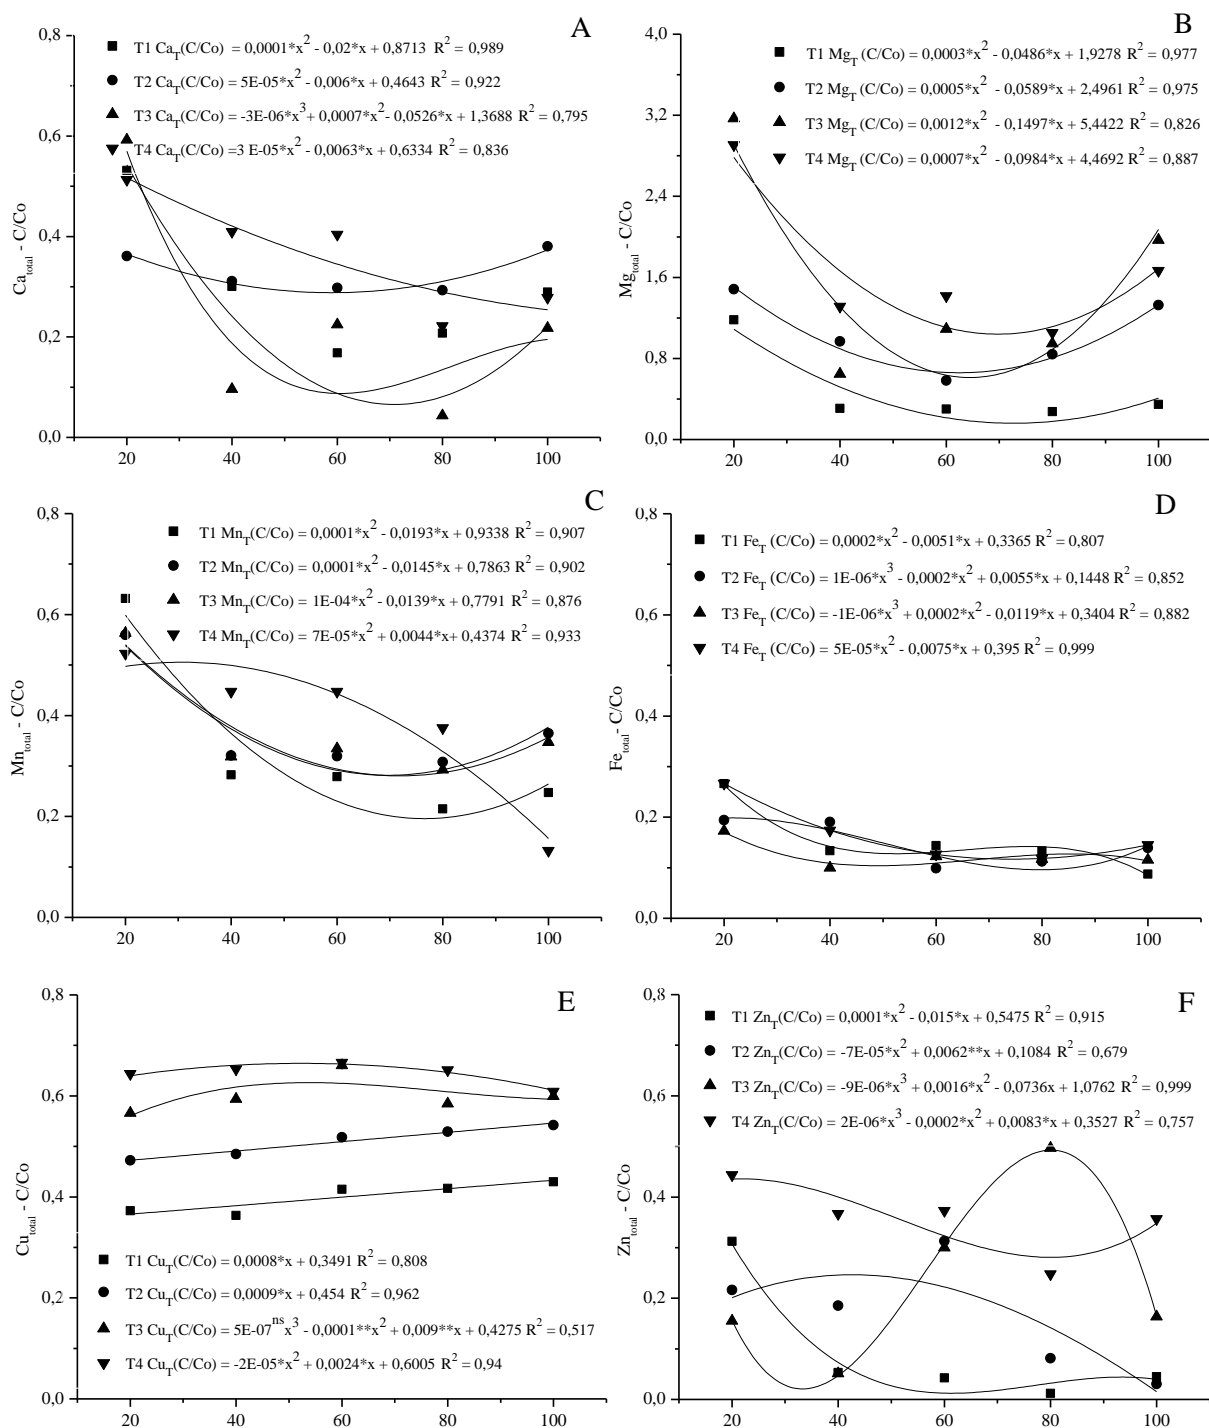 A
0,8
T1 Ca_T(C/Co) = 0,0001*x^2 - 0,02*x + 0,8713 R^2 = 0,989
T2 Ca_T(C/Co) = 5E-05*x^2 - 0,006*x + 0,4643 R^2 = 0,922
T3 Ca_T(C/Co) = -3E-06*x^3 + 0,0007*x^2 - 0,0526*x + 1,3688 R^2 = 0,795
T4 Ca_T(C/Co) =3 E-05*x^2 - 0,0063*x + 0,6334 R^2 = 0,836
0,6
0,4
0,2
0,0
Ca_total - C/Co
20 40 60 80 100
B
4,0
T1 Mg_T (C/Co) = 0,0003*x^2 - 0,0486*x + 1,9278 R^2 = 0,977
T2 Mg_T (C/Co) = 0,0005*x^2 - 0,0589*x + 2,4961 R^2 = 0,975
T3 Mg_T (C/Co) = 0,0012*x^2 - 0,1497*x + 5,4422 R^2 = 0,826
T4 Mg_T (C/Co) = 0,0007*x^2 - 0,0984*x + 4,4692 R^2 = 0,887
3,2
2,4
1,6
0,8
0,0
Mg_total - C/Co
20 40 60 80 100
C
0,8
T1 Mn_T(C/Co) = 0,0001*x^2 - 0,0193*x + 0,9338 R^2 = 0,907
T2 Mn_T(C/Co) = 0,0001*x^2 - 0,0145*x + 0,7863 R^2 = 0,902
T3 Mn_T(C/Co) = 1E-04*x^2 - 0,0139*x + 0,7791 R^2 = 0,876
T4 Mn_T(C/Co) = 7E-05*x^2 + 0,0044*x+ 0,4374 R^2 = 0,933
0,6
0,4
0,2
0,0
Mn_total - C/Co
20 40 60 80 100
D
0,8
T1 Fe_T (C/Co) = 0,0002*x^2 - 0,0051*x + 0,3365 R^2 = 0,807
T2 Fe_T (C/Co) = 1E-06*x^3 - 0,0002*x^2 + 0,0055*x + 0,1448 R^2 = 0,852
T3 Fe_T (C/Co) = -1E-06*x^3 + 0,0002*x^2 - 0,0119*x + 0,3404 R^2 = 0,882
T4 Fe_T (C/Co) = 5E-05*x^2 - 0,0075*x + 0,395 R^2 = 0,999
0,6
0,4
0,2
0,0
Fe_total - C/Co
20 40 60 80 100
E
0,8
0,6
0,4
0,2
0,0
Cu_total - C/Co
T1 Cu_T(C/Co) = 0,0008*x + 0,3491 R^2 = 0,808
T2 Cu_T(C/Co) = 0,0009*x + 0,454 R^2 = 0,962
T3 Cu_T(C/Co) = 5E-07^ns x^3 - 0,0001**x^2 + 0,009**x + 0,4275 R^2 = 0,517
T4 Cu_T(C/Co) = -2E-05*x^2 + 0,0024*x + 0,6005 R^2 = 0,94
20 40 60 80 100
F
0,8
T1 Zn_T(C/Co) = 0,0001*x^2 - 0,015*x + 0,5475 R^2 = 0,915
T2 Zn_T(C/Co) = -7E-05*x^2 + 0,0062**x + 0,1084 R^2 = 0,679
T3 Zn_T(C/Co) = -9E-06*x^3 + 0,0016*x^2 - 0,0736x + 1,0762 R^2 = 0,999
T4 Zn_T(C/Co) = 2E-06*x^3 - 0,0002*x^2 + 0,0083*x + 0,3527 R^2 = 0,757
0,6
0,4
0,2
0,0
Zn_total - C/Co
20 40 60 80 100